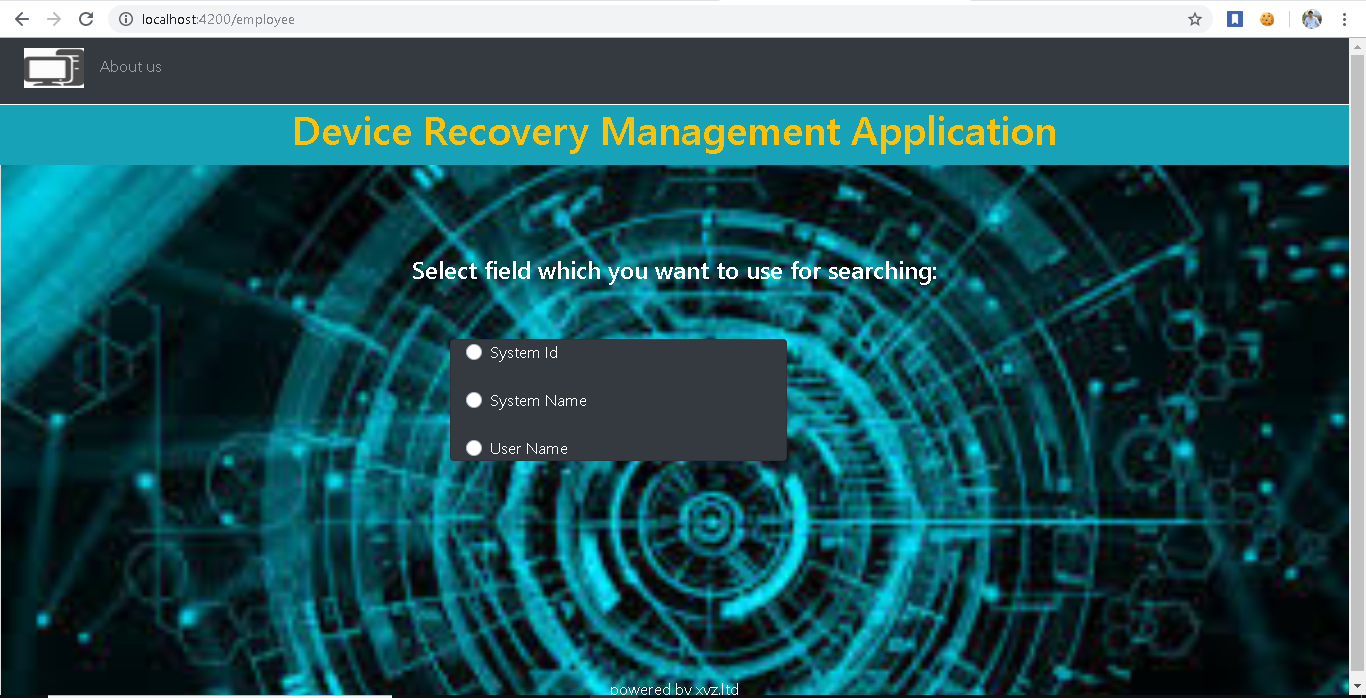 localhost:4200/employee
About us
Device Recovery Management Application
Select field which you want to use for searching:
System Id
System Name
User Name
powered by xyz.ltd